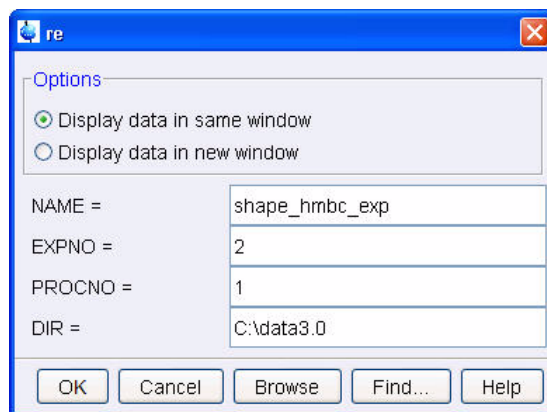 re
Options
Display data in same window
Display data in new window
NAME = shape_hmbc_exp
EXPNO = 2
PROCNO = 1
DIR = C:\data3.0
OK Cancel Browse Find... Help